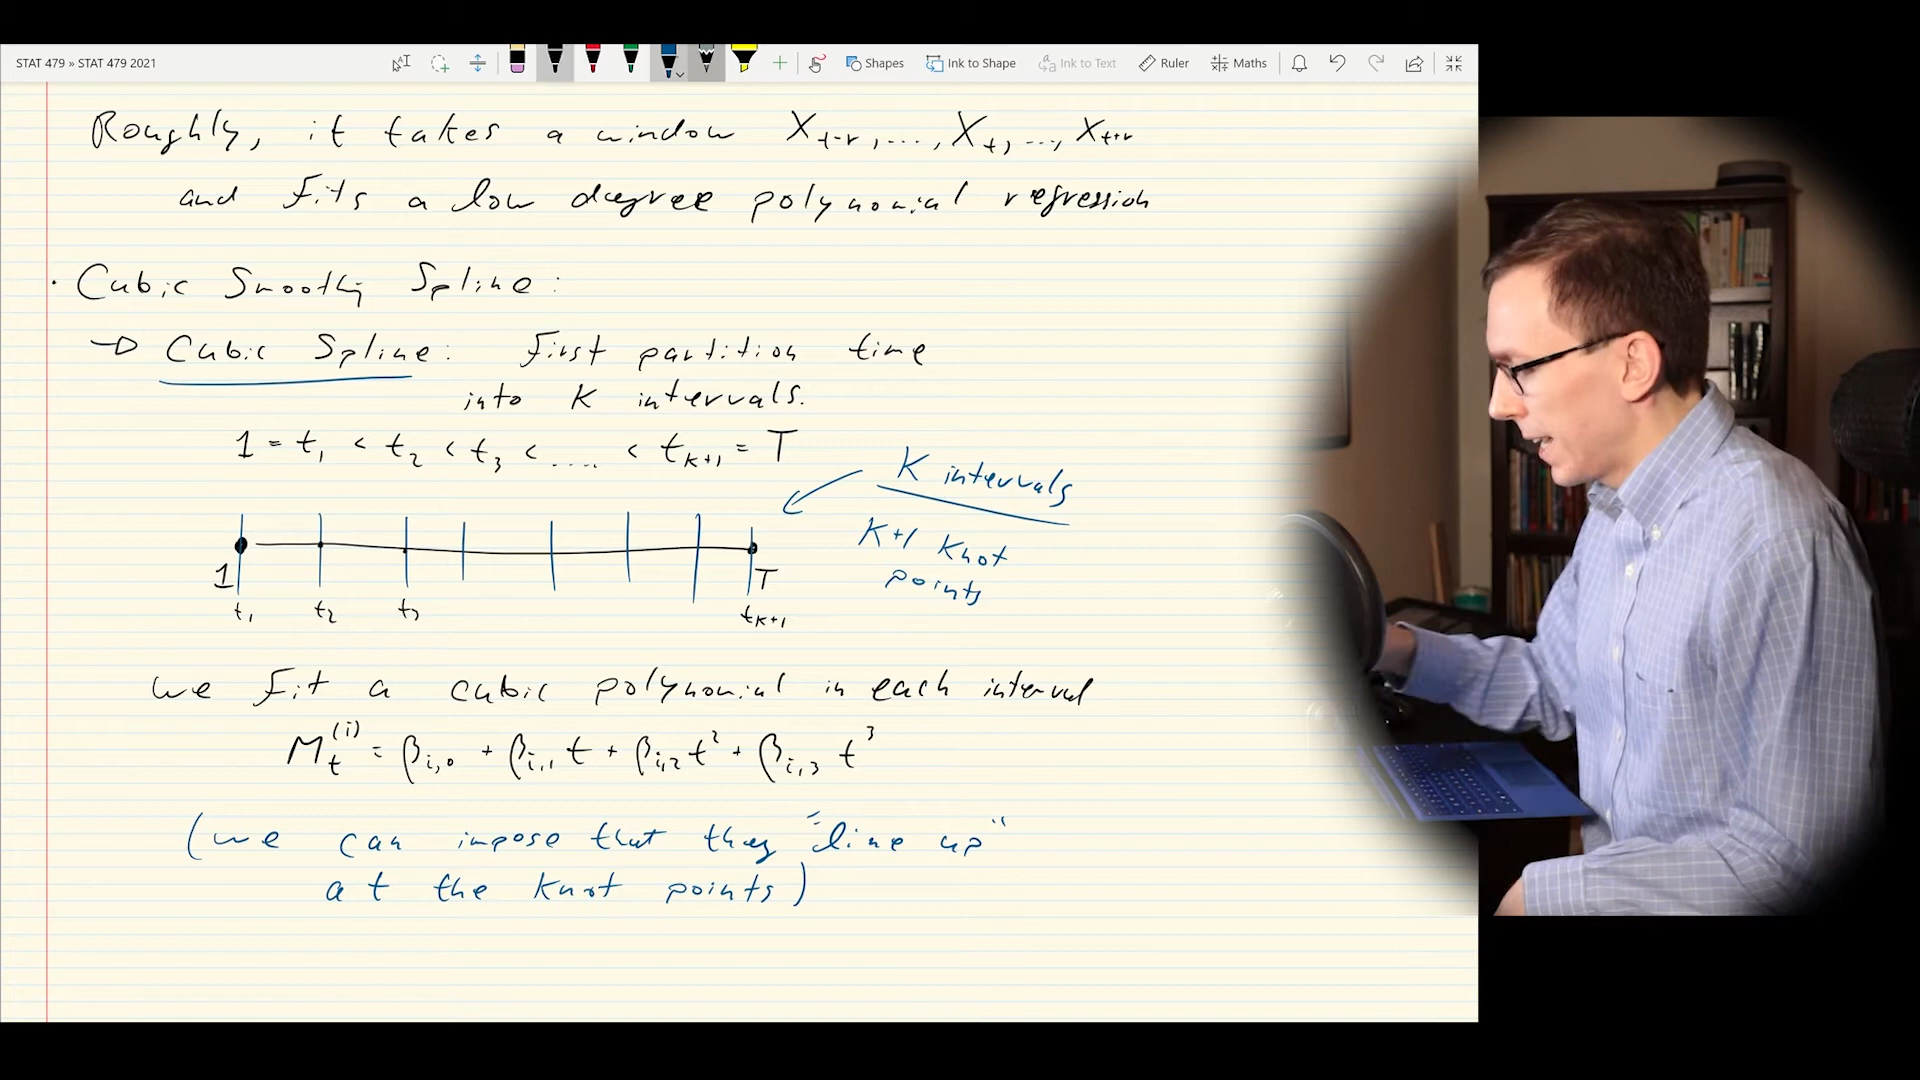 STAT 479 » STAT 479 2021
Shapes Ink to Shape Ink to Text Ruler Maths
Roughly, it takes a window X_{t-r}, ...., X_t, ..., X_{t+r}
and fits a low degree polynomial regression
· Cubic Smoothing Spline:
→ Cubic Spline: First partition time
into K intervals.
1 = t_1 < t_2 < t_3 < .... < t_{K+1} = T
K intervals
K+1 Knot
points
1 T
t_1 t_2 t_3 t_{K+1}
we fit a cubic polynomial in each interval
M_t^{(i)} = β_{i,0} + β_{i,1} t + β_{i,2} t^2 + β_{i,3} t^3
(we can impose that they "line up"
at the knot points)